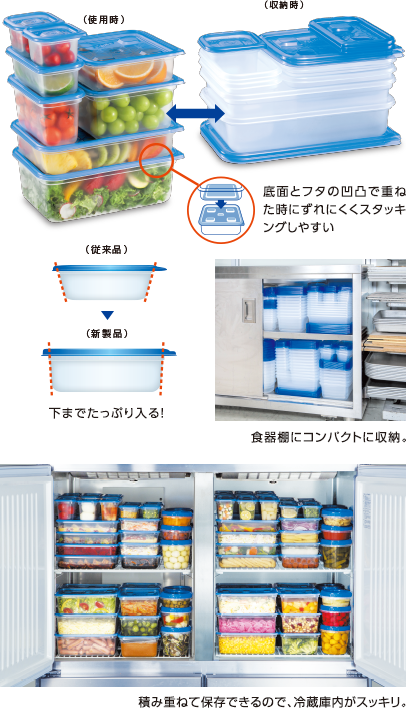 （使用時）
（収納時）
底面とフタの凹凸で重ね
た時にずれにくくスタッキ
ングしやすい
（従来品）
（新製品）
下までたっぷり入る！
食器棚にコンパクトに収納。
積み重ねて保存できるので、冷蔵庫内がスッキリ。